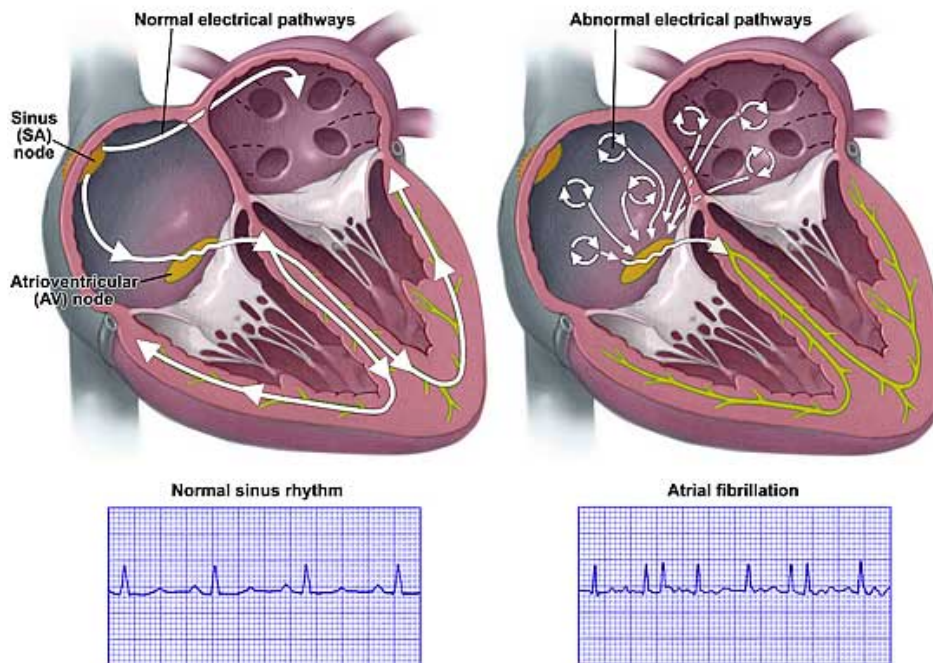 Normal electrical pathways
Abnormal electrical pathways
Sinus
(SA)
node
Atrioventricular
(AV) node
Normal sinus rhythm
Atrial fibrillation